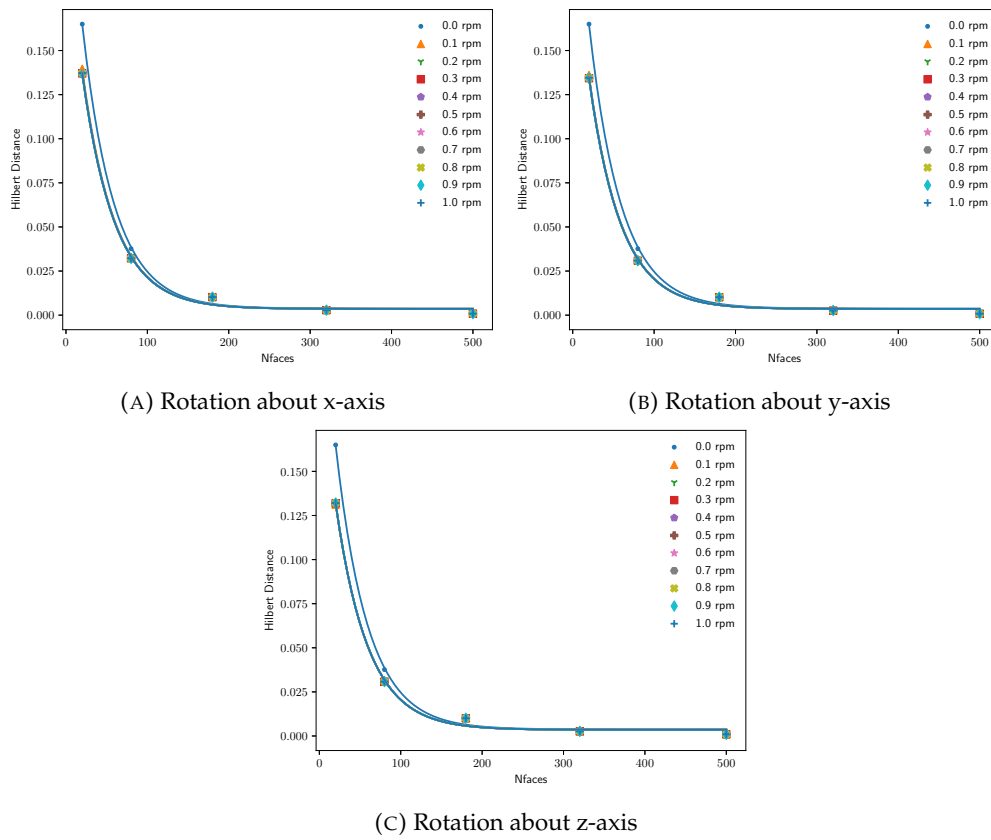 0.150
0.125
0.100
0.075
0.050
0.025
0.000
Hilbert Distance
0 100 200 300 400 500
Nfaces
0.0 rpm
0.1 rpm
0.2 rpm
0.3 rpm
0.4 rpm
0.5 rpm
0.6 rpm
0.7 rpm
0.8 rpm
0.9 rpm
1.0 rpm
(A) Rotation about x-axis
0.150
0.125
0.100
0.075
0.050
0.025
0.000
Hilbert Distance
0 100 200 300 400 500
Nfaces
0.0 rpm
0.1 rpm
0.2 rpm
0.3 rpm
0.4 rpm
0.5 rpm
0.6 rpm
0.7 rpm
0.8 rpm
0.9 rpm
1.0 rpm
(B) Rotation about y-axis
0.150
0.125
0.100
0.075
0.050
0.025
0.000
Hilbert Distance
0 100 200 300 400 500
Nfaces
0.0 rpm
0.1 rpm
0.2 rpm
0.3 rpm
0.4 rpm
0.5 rpm
0.6 rpm
0.7 rpm
0.8 rpm
0.9 rpm
1.0 rpm
(C) Rotation about z-axis